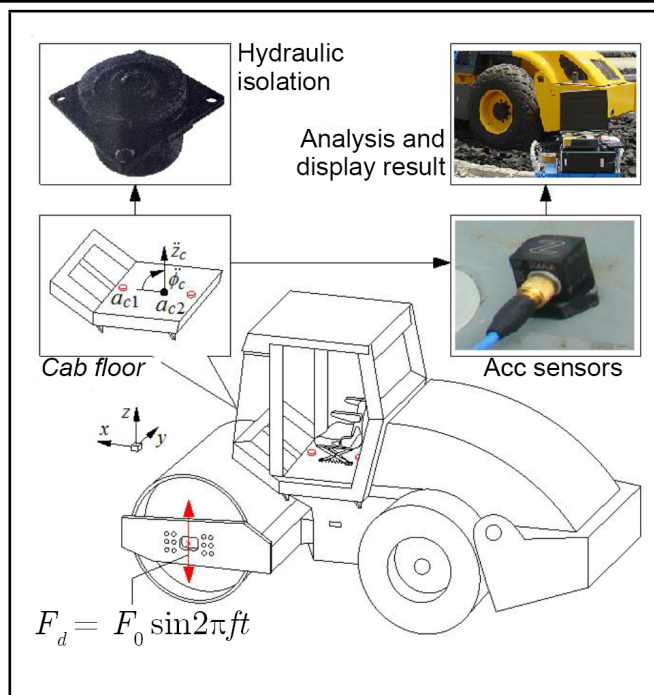 Hydraulic
isolation
Analysis and
display result
z̈c
ϕ̈c
ac1 ac2
Cab floor
Acc sensors
z
x y
Z
Fd = F0 sin2πft